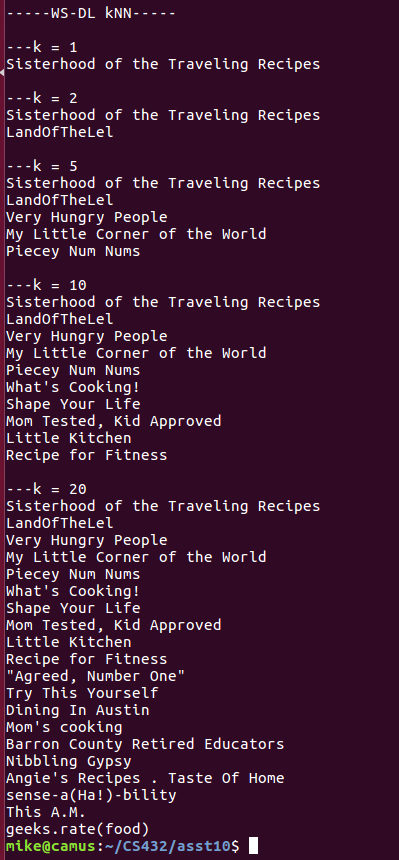 -----WS-DL kNN-----
---k = 1
Sisterhood of the Traveling Recipes
---k = 2
Sisterhood of the Traveling Recipes
LandOfTheLel
---k = 5
Sisterhood of the Traveling Recipes
LandOfTheLel
Very Hungry People
My Little Corner of the World
Piecey Num Nums
---k = 10
Sisterhood of the Traveling Recipes
LandOfTheLel
Very Hungry People
My Little Corner of the World
Piecey Num Nums
What's Cooking!
Shape Your Life
Mom Tested, Kid Approved
Little Kitchen
Recipe for Fitness
---k = 20
Sisterhood of the Traveling Recipes
LandOfTheLel
Very Hungry People
My Little Corner of the World
Piecey Num Nums
What's Cooking!
Shape Your Life
Mom Tested, Kid Approved
Little Kitchen
Recipe for Fitness
"Agreed, Number One"
Try This Yourself
Dining In Austin
Mom's cooking
Barron County Retired Educators
Nibbling Gypsy
Angie's Recipes . Taste Of Home
sense-a(Ha!)-bility
This A.M.
geeks.rate(food)
mike@camus:~/CS432/asst10$